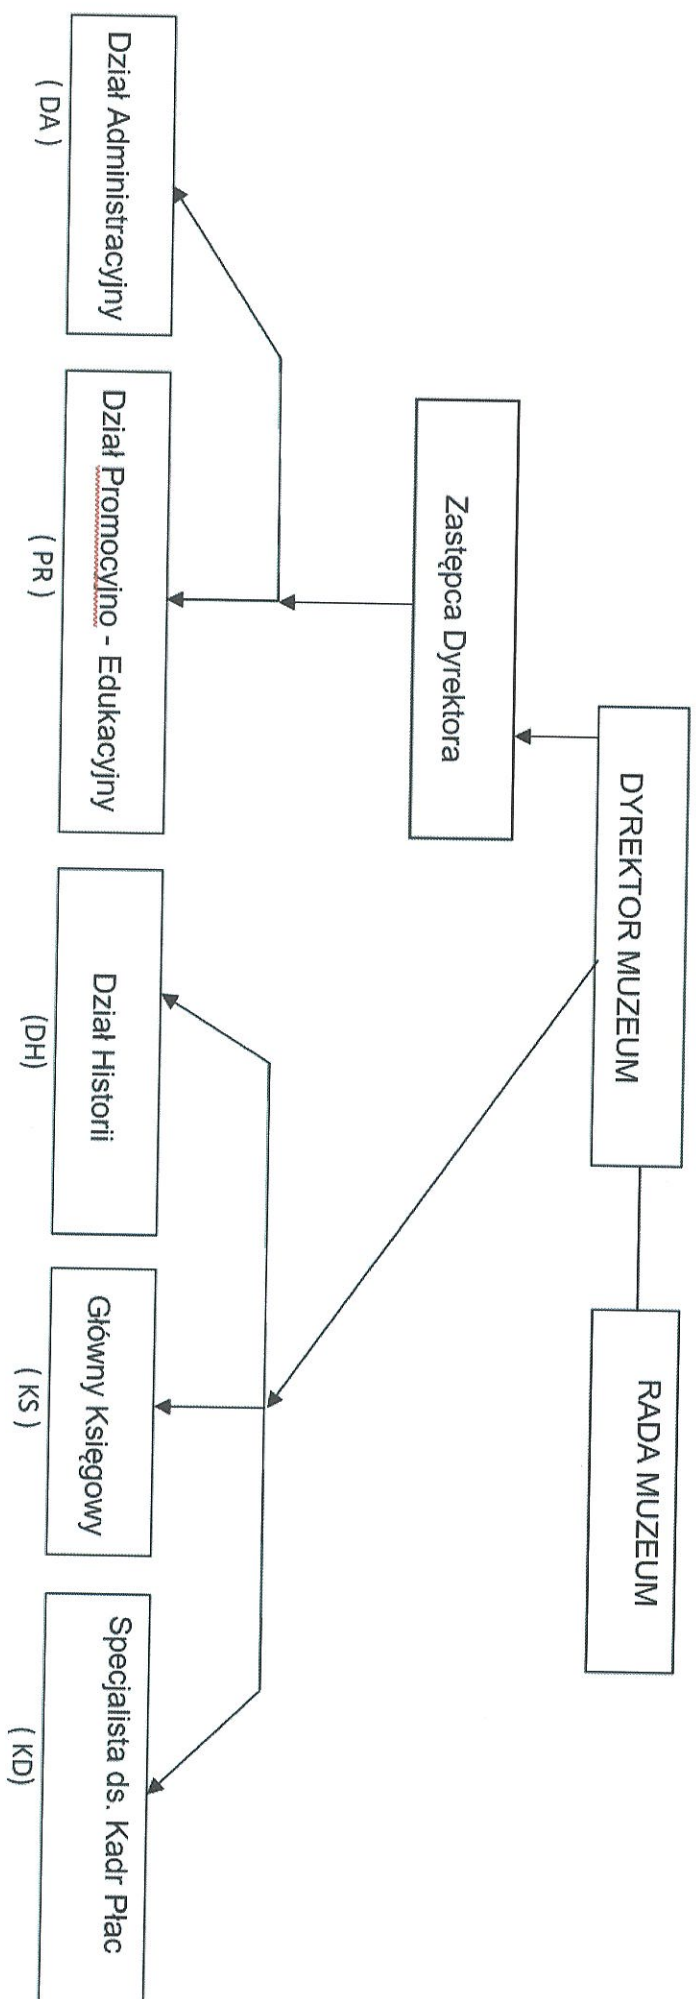 DYREKTOR MUZEUM
RADA MUZEUM
Zastępca Dyrektora
Dział Administracyjny
( DA )
Dział Promocyjno - Edukacyjny
( PR )
Dział Historii
(DH)
Główny Księgowy
( KS )
Specjalista ds. Kadr Płac
( KD)